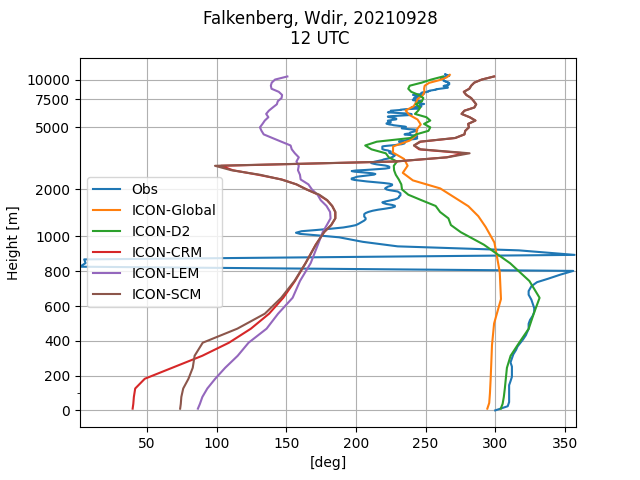 Falkenberg, Wdir, 20210928
12 UTC
10000
7500
5000
2000
1000
800
600
400
200
0
Height [m]
Obs
ICON-Global
ICON-D2
ICON-CRM
ICON-LEM
ICON-SCM
50 100 150 200 250 300 350
[deg]